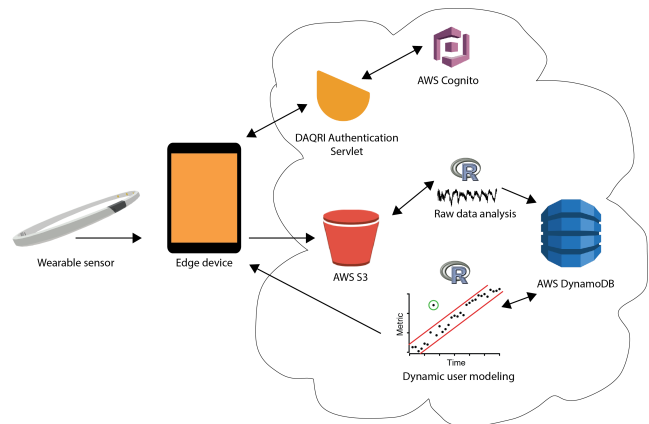 AWS Cognito
DAQRI Authentication
Servlet
R
Raw data analysis
Wearable sensor
Edge device
AWS S3
AWS DynamoDB
R
Metric
Time
Dynamic user modeling